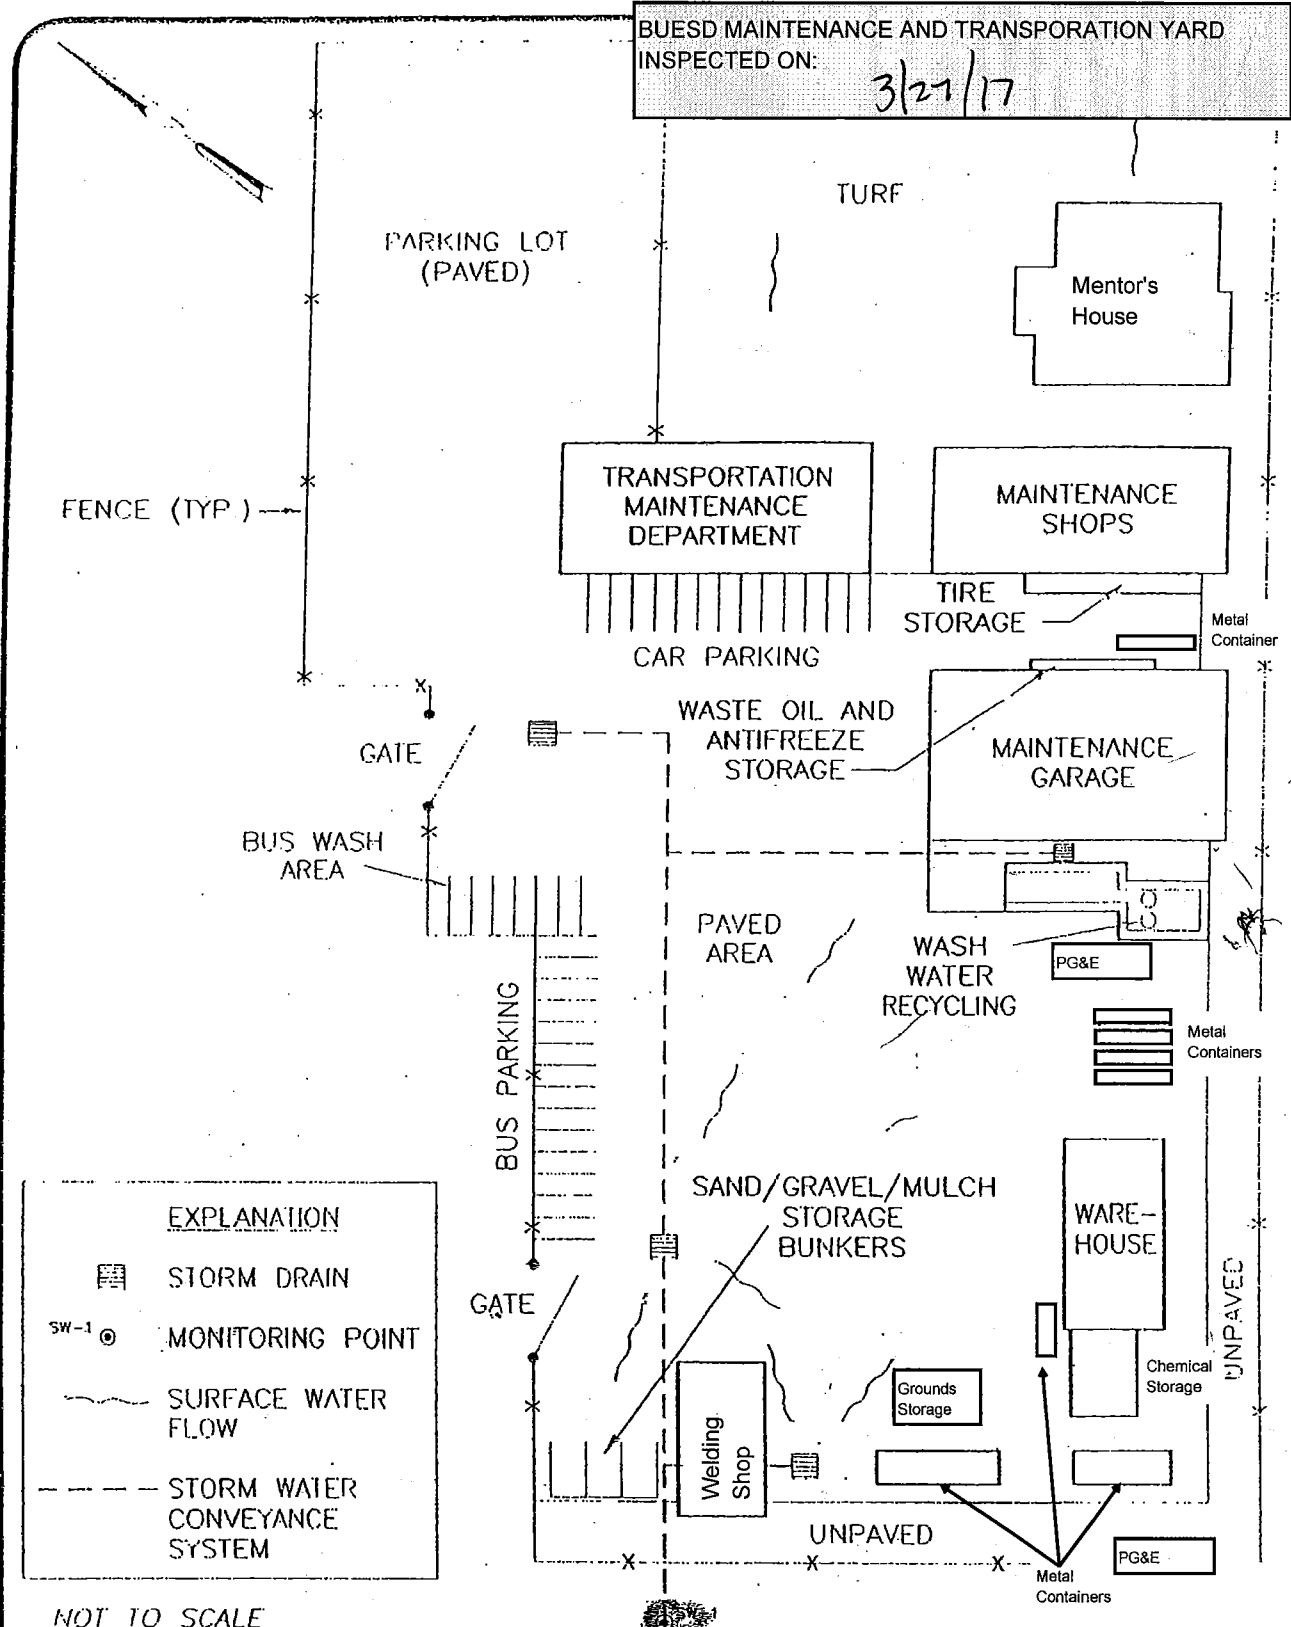 BUESD MAINTENANCE AND TRANSPORATION YARD
INSPECTED ON:
3/27/17
TURF
PARKING LOT
(PAVED)
Mentor's
House
FENCE (TYP.)
TRANSPORTATION
MAINTENANCE
DEPARTMENT
MAINTENANCE
SHOPS
TIRE
STORAGE
Metal
Container
CAR PARKING
WASTE OIL AND
ANTIFREEZE
STORAGE
MAINTENANCE
GARAGE
GATE
BUS WASH
AREA
PAVED
AREA
WASH
WATER
RECYCLING
PG&E
Metal
Containers
BUS PARKING
SAND/GRAVEL/MULCH
STORAGE
BUNKERS
WARE-
HOUSE
UNPAVED
GATE
Chemical
Storage
Grounds
Storage
Welding
Shop
UNPAVED
PG&E
Metal
Containers
EXPLANATION
STORM DRAIN
SW-1
MONITORING POINT
SURFACE WATER
FLOW
STORM WATER
CONVEYANCE
SYSTEM
NOT TO SCALE